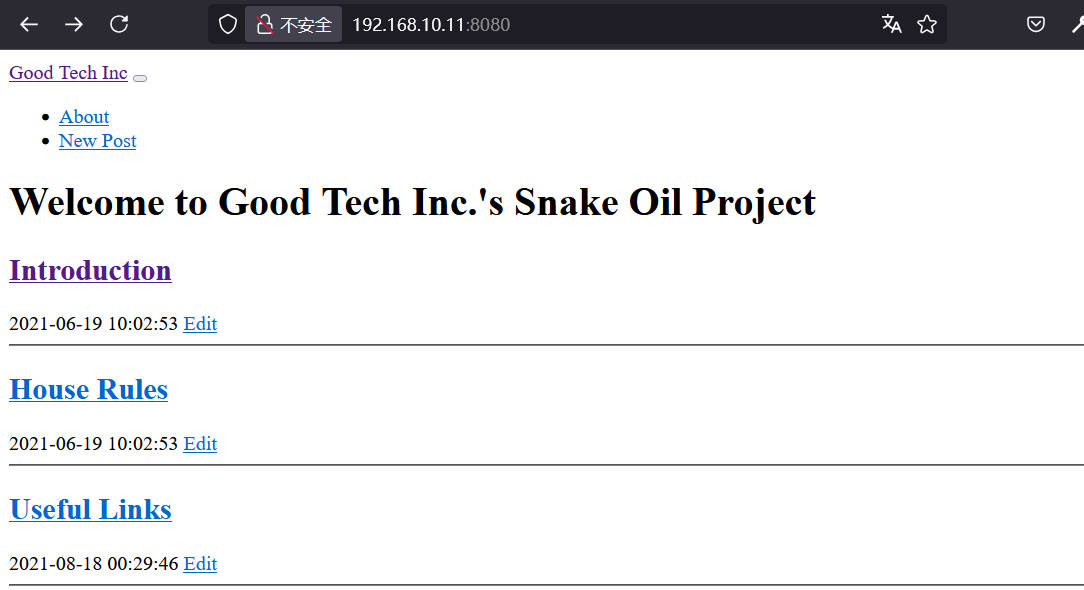 不安全 192.168.10.11:8080
Good Tech Inc
About
New Post
Welcome to Good Tech Inc.'s Snake Oil Project
Introduction
2021-06-19 10:02:53 Edit
House Rules
2021-06-19 10:02:53 Edit
Useful Links
2021-08-18 00:29:46 Edit